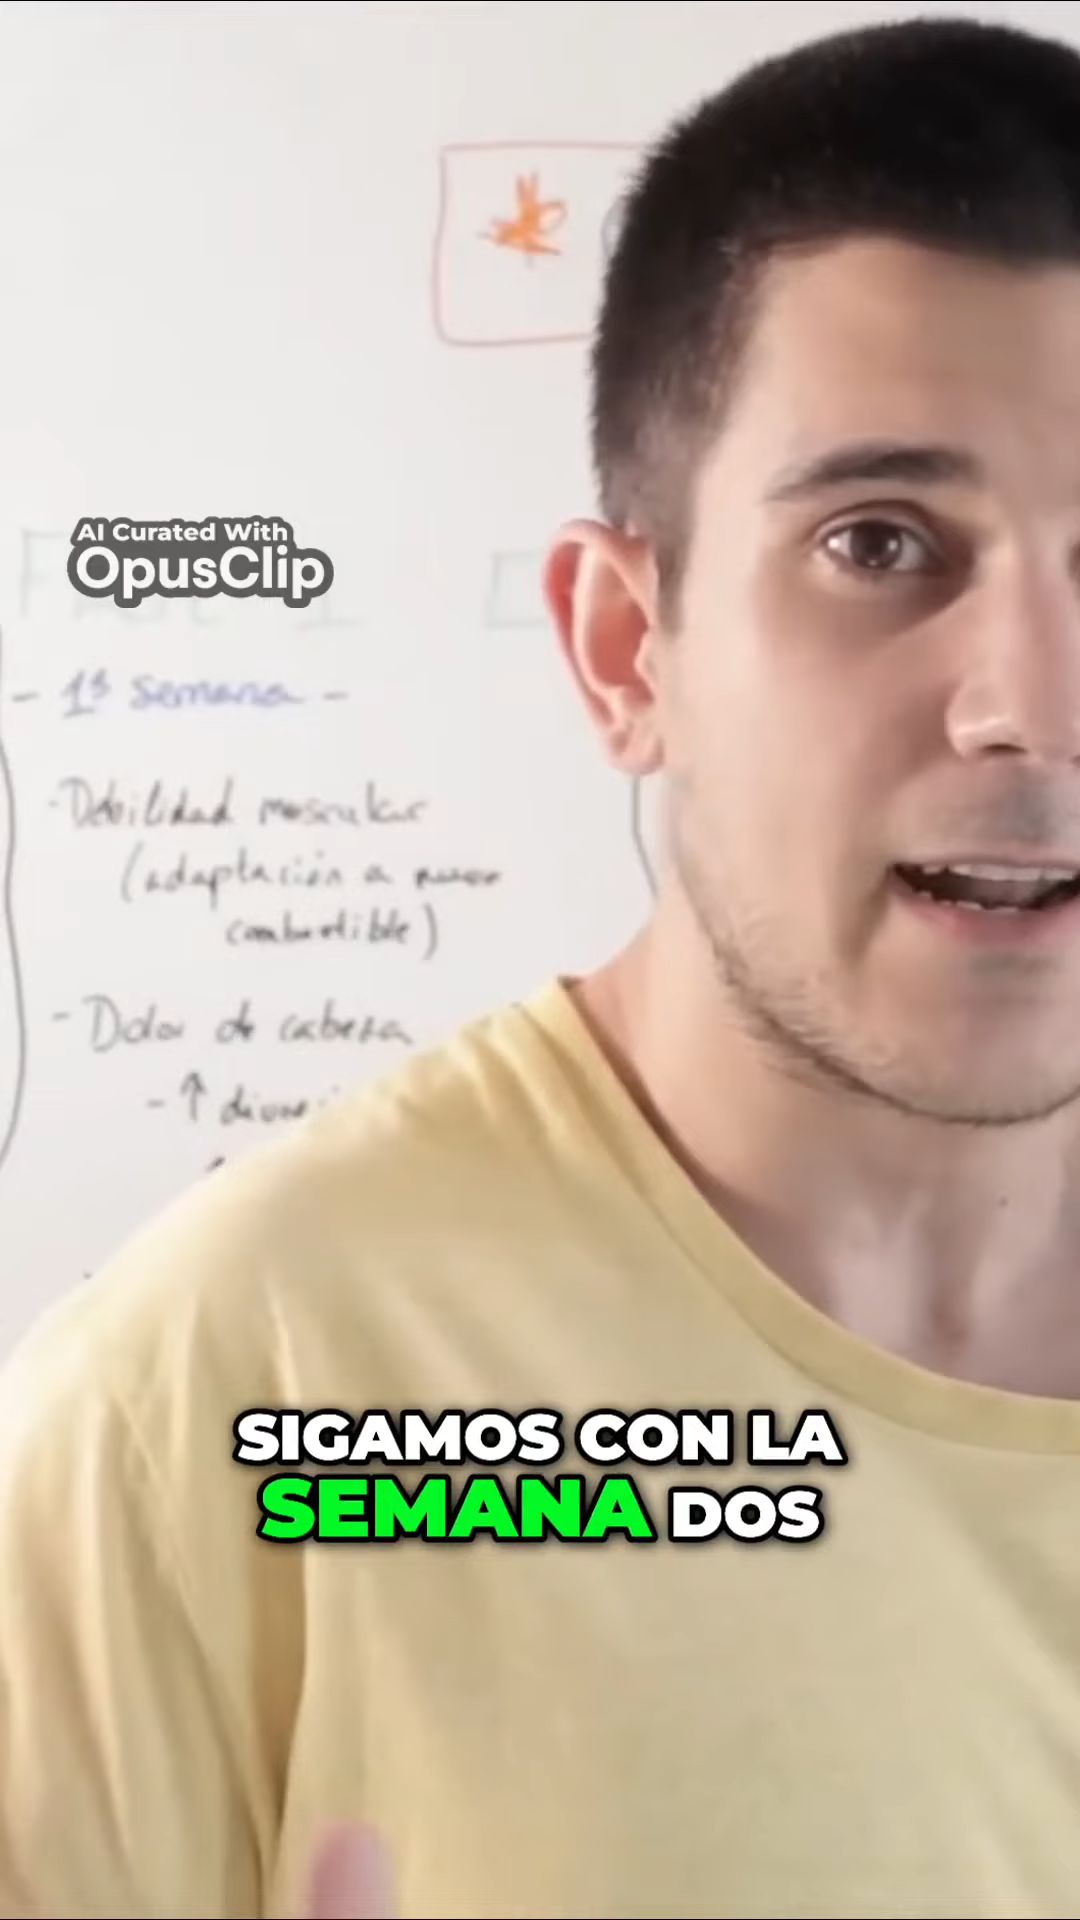 AI Curated With
OpusClip
- 1ª Semana -
- Debilidad muscular
(adaptación a nuevo
combustible)
- Dolor de cabeza
- ↑
SIGAMOS CON LA
SEMANA DOS